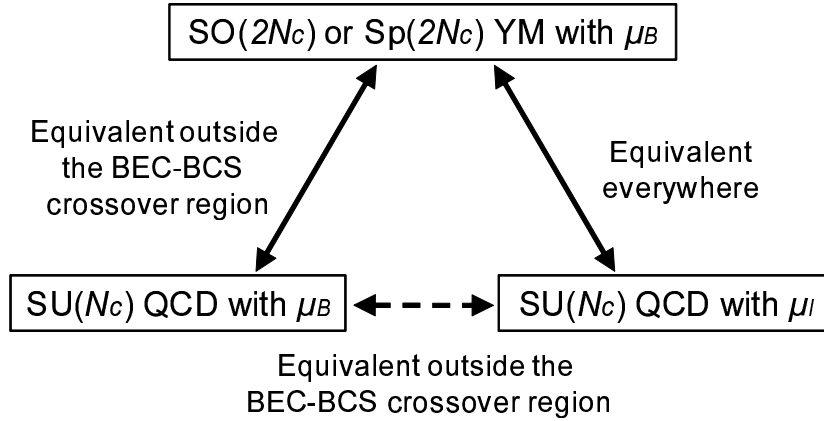 SO(2Nc) or Sp(2Nc) YM with μB
Equivalent outside
the BEC-BCS
crossover region
Equivalent
everywhere
SU(Nc) QCD with μB
SU(Nc) QCD with μI
Equivalent outside the
BEC-BCS crossover region